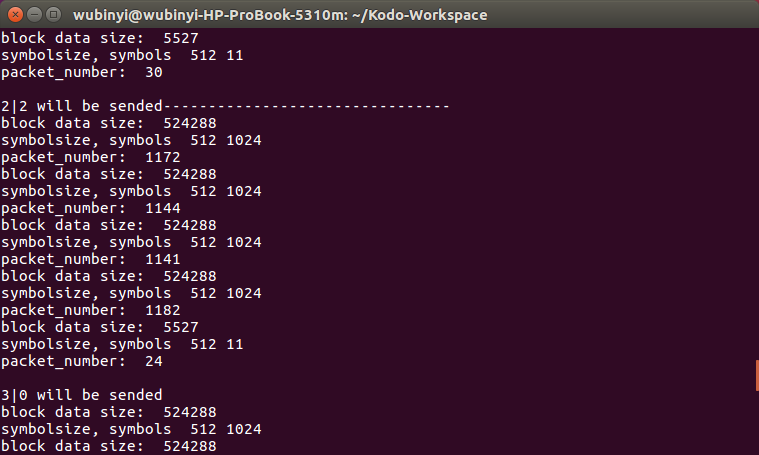 wubinyi@wubinyi-HP-ProBook-5310m: ~/Kodo-Workspace
block data size:  5527
symbolsize, symbols  512 11
packet_number:  30
2|2 will be sended--------------------------------
block data size:  524288
symbolsize, symbols  512 1024
packet_number:  1172
block data size:  524288
symbolsize, symbols  512 1024
packet_number:  1144
block data size:  524288
symbolsize, symbols  512 1024
packet_number:  1141
block data size:  524288
symbolsize, symbols  512 1024
packet_number:  1182
block data size:  5527
symbolsize, symbols  512 11
packet_number:  24
3|0 will be sended
block data size:  524288
symbolsize, symbols  512 1024
block data size:  524288